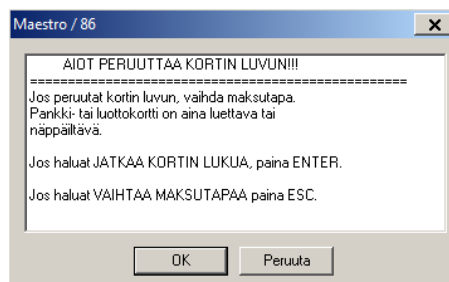 Maestro / 86
AIOT PERUUTTAA KORTIN LUVUN!!!
==================================================
Jos peruutat kortin luvun, vaihda maksutapa.
Pankki- tai luottokortti on aina luettava tai
näppäiltävä.
Jos haluat JATKAA KORTIN LUKUA, paina ENTER.
Jos haluat VAIHTAA MAKSUTAPAA paina ESC.
OK
Peruuta